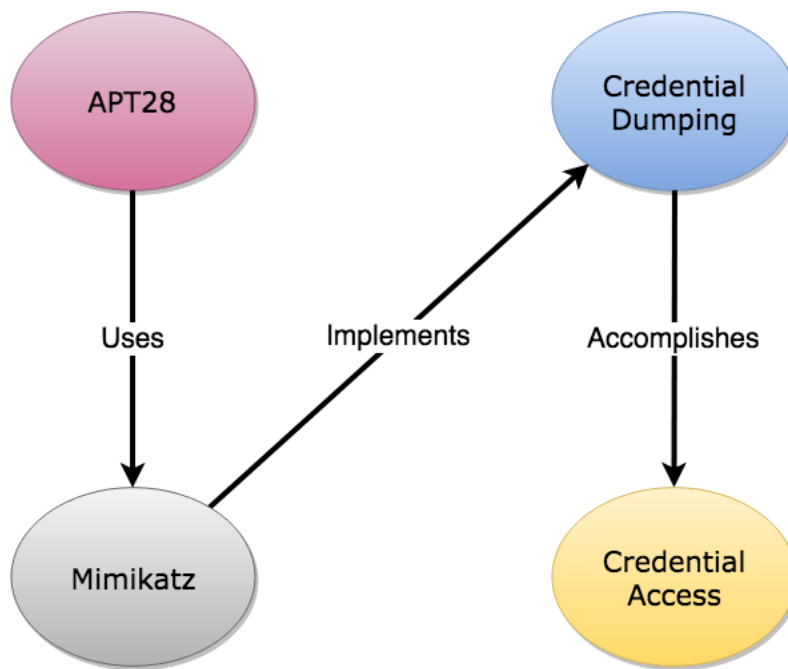 APT28
Credential
Dumping
Uses
Implements
Accomplishes
Mimikatz
Credential
Access